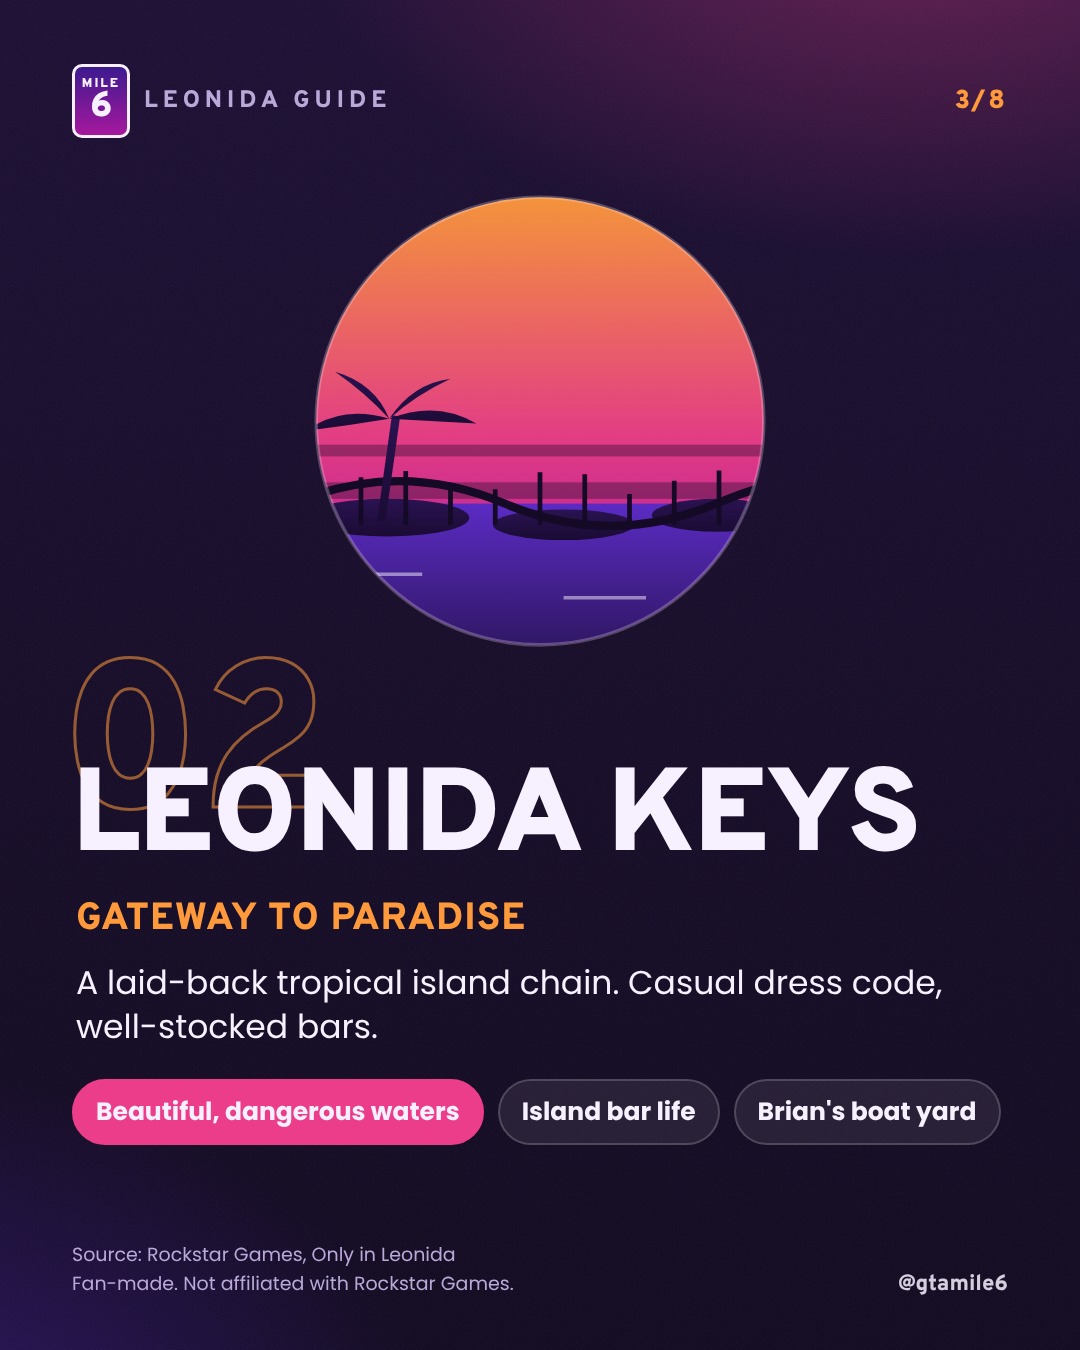 MILE
6
LEONIDA GUIDE
3/8
02
LEONIDA KEYS
GATEWAY TO PARADISE
A laid-back tropical island chain. Casual dress code,
well-stocked bars.
Beautiful, dangerous waters
Island bar life
Brian's boat yard
Source: Rockstar Games, Only in Leonida
Fan-made. Not affiliated with Rockstar Games.
@gtamile6